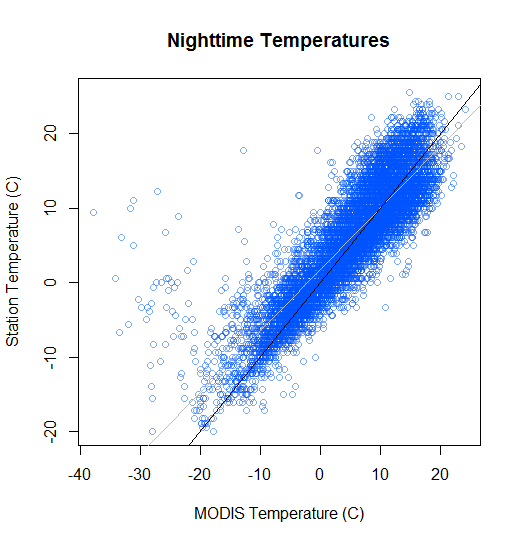 Nighttime Temperatures
Station Temperature (C)
20
10
0
-10
-20
-40 -30 -20 -10 0 10 20
MODIS Temperature (C)